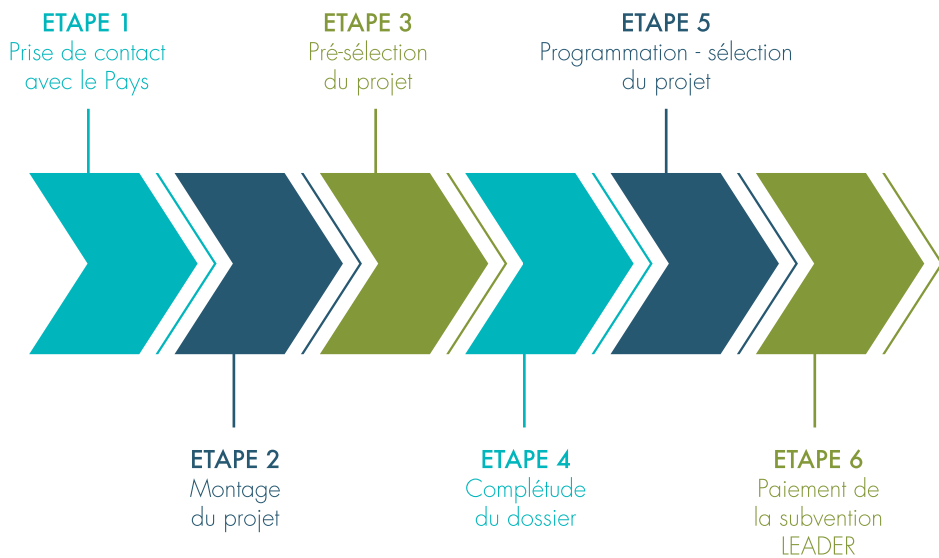 ETAPE 1
Prise de contact
avec le Pays
ETAPE 2
Montage
du projet
ETAPE 3
Pré-sélection
du projet
ETAPE 4
Complétude
du dossier
ETAPE 5
Programmation - sélection
du projet
ETAPE 6
Paiement de
la subvention
LEADER